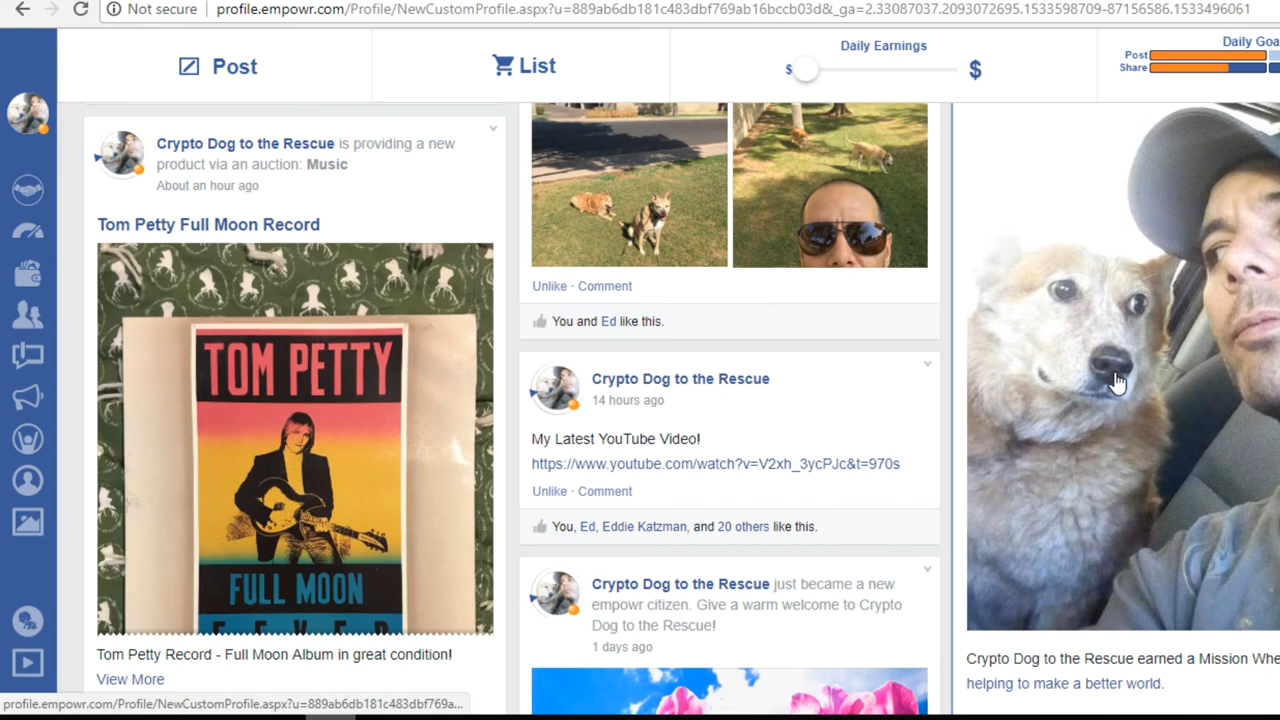 Not secure
profile.empowr.com/Profile/NewCustomProfile.aspx?u=889ab6db181c483dbf769ab16bccb03d&_ga=2.33087037.2093072695.1533598709-87156586.1533496061
Post
List
Daily Earnings
$ $
Daily Goa
Post
Share
Crypto Dog to the Rescue is providing a new
product via an auction: Music
About an hour ago
Tom Petty Full Moon Record
TOM PETTY
FULL MOON
FEVER
Tom Petty Record - Full Moon Album in great condition!
View More
Unlike · Comment
You and Ed like this.
Crypto Dog to the Rescue
14 hours ago
My Latest YouTube Video!
https://www.youtube.com/watch?v=V2xh_3ycPJc&t=970s
Unlike · Comment
You, Ed, Eddie Katzman, and 20 others like this.
Crypto Dog to the Rescue just became a new
empowr citizen. Give a warm welcome to Crypto
Dog to the Rescue!
1 days ago
Crypto Dog to the Rescue earned a Mission Whe
helping to make a better world.
profile.empowr.com/Profile/NewCustomProfile.aspx?u=889ab6db181c483dbf769a...